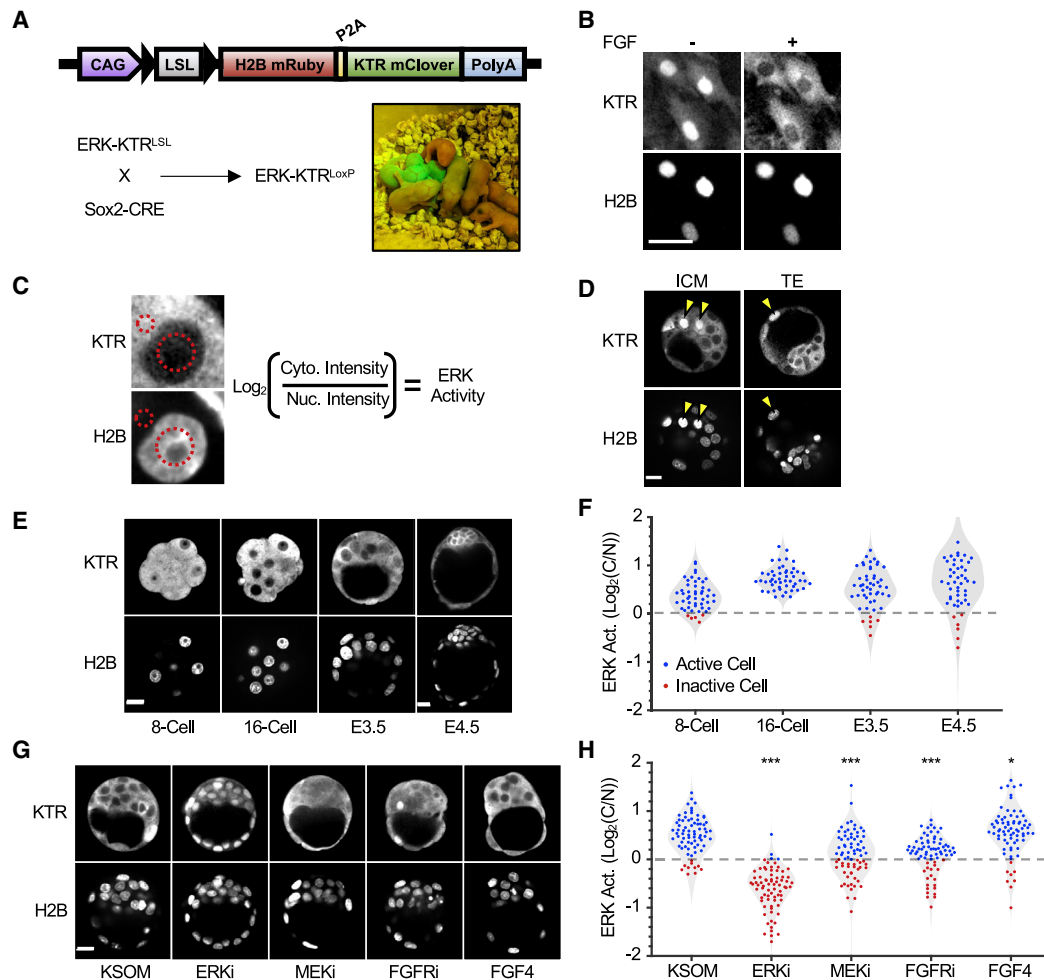 A
P2A
CAG
LSL
H2B mRuby
KTR mClover
PolyA
ERK-KTRLSL
X
Sox2-CRE
ERK-KTRLoxP
B
FGF
- +
KTR
H2B
C
KTR
H2B
Log2
Cyto. Intensity
Nuc. Intensity
=
ERK
Activity
D
ICM TE
KTR
H2B
E
KTR
H2B
8-Cell 16-Cell E3.5 E4.5
F
ERK Act. (Log2(C/N))
2
1
0
-1
-2
Active Cell
Inactive Cell
8-Cell 16-Cell E3.5 E4.5
G
KTR
H2B
KSOM ERKi MEKi FGFRi FGF4
H
ERK Act. (Log2(C/N))
*** *** *** *
2
1
0
-1
-2
KSOM ERKi MEKi FGFRi FGF4